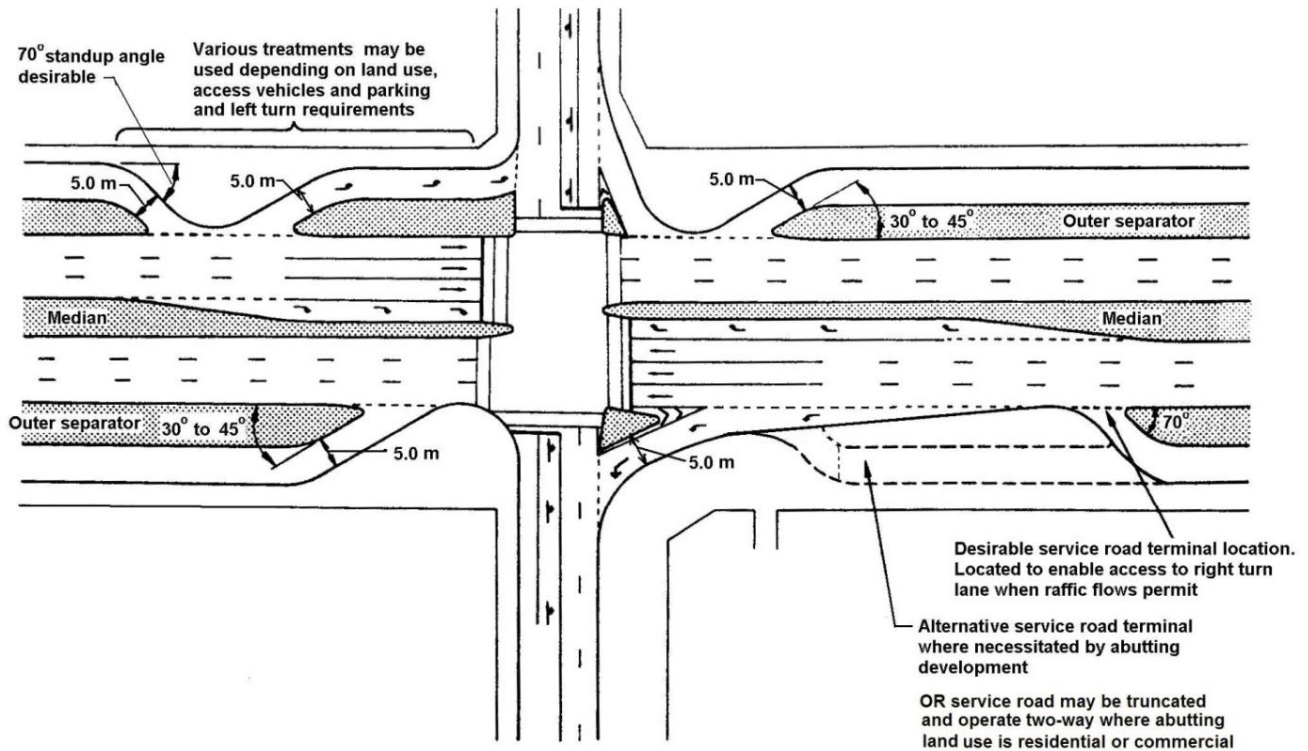 70° standup angle
desirable
Various treatments may be
used depending on land use,
access vehicles and parking
and left turn requirements
5.0 m
5.0 m
5.0 m
30° to 45°
Outer separator
Median
Median
Outer separator
30° to 45°
5.0 m
5.0 m
70°
Desirable service road terminal location.
Located to enable access to right turn
lane when raffic flows permit
Alternative service road terminal
where necessitated by abutting
development
OR service road may be truncated
and operate two-way where abutting
land use is residential or commercial